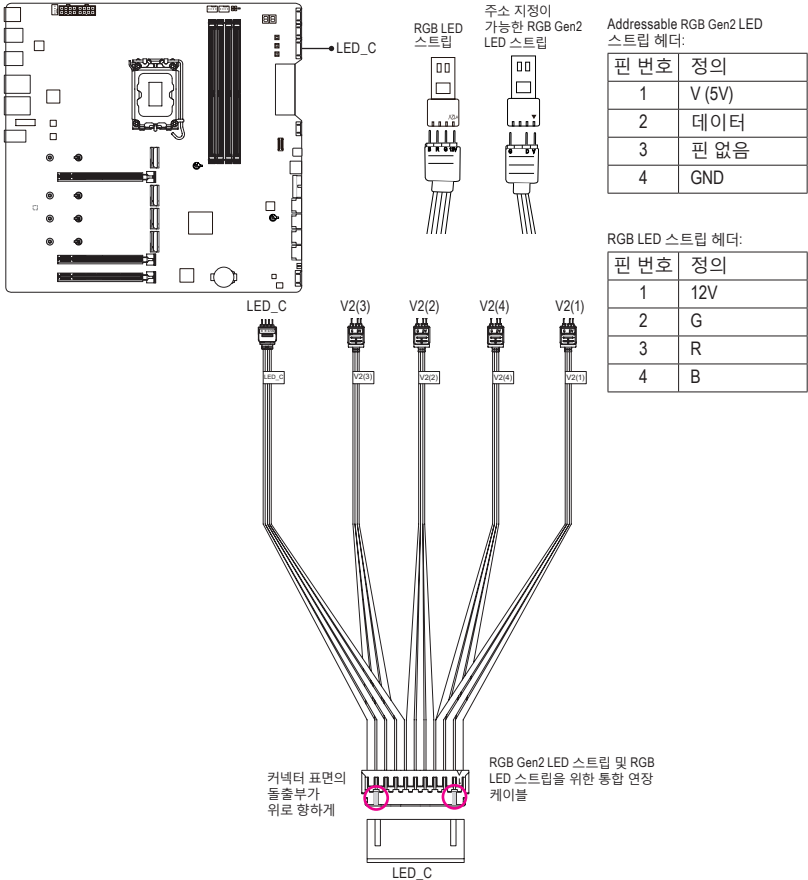 LED_C
RGB LED
스트립
주소 지정이
가능한 RGB Gen2
LED 스트립
Addressable RGB Gen2 LED
스트립 헤더:
핀 번호 정의
1 V (5V)
2 데이터
3 핀 없음
4 GND
RGB LED 스트립 헤더:
핀 번호 정의
1 12V
2 G
3 R
4 B
B R G 12V
G D V
LED_C V2(3) V2(2) V2(4) V2(1)
LED_C V2(3) V2(2) V2(4) V2(1)
커넥터 표면의
돌출부가
위로 향하게
RGB Gen2 LED 스트립 및 RGB
LED 스트립을 위한 통합 연장
케이블
LED_C